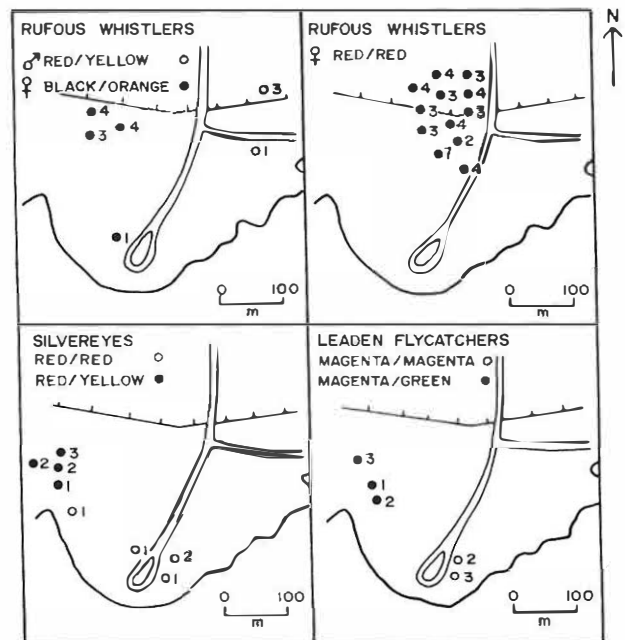 N
RUFOUS WHISTLERS
♂ RED/YELLOW ○
♀ BLACK/ORANGE ●
3
4
4
3
1
1
0 100
m
RUFOUS WHISTLERS
♀ RED/RED
4 3
4 3 4
3 3
3 4
2
7
4
0 100
m
SILVEREYES
RED/RED ○
RED/YELLOW ●
3
2 2
1
1
1
2
1
0 100
m
LEADEN FLYCATCHERS
MAGENTA/MAGENTA ○
MAGENTA/GREEN ●
3
1
2
2
3
0 100
m